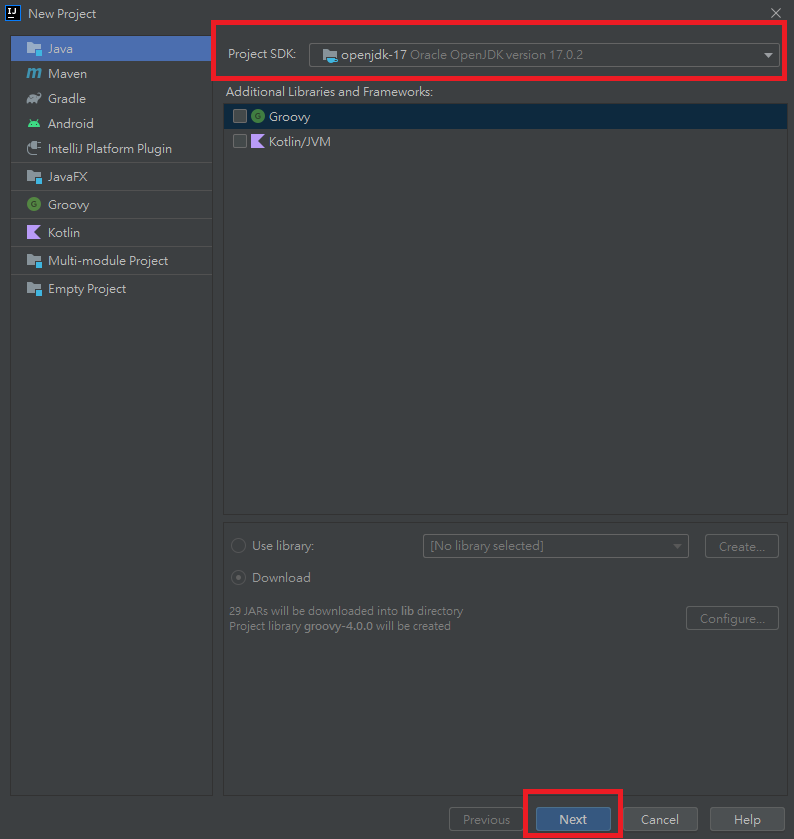 New Project
Java
Maven
Gradle
Android
IntelliJ Platform Plugin
JavaFX
Groovy
Kotlin
Multi-module Project
Empty Project
Project SDK: openjdk-17 Oracle OpenJDK version 17.0.2
Additional Libraries and Frameworks:
Groovy
Kotlin/JVM
Use library: [No library selected] Create...
Download
29 JARs will be downloaded into lib directory
Project library groovy-4.0.0 will be created
Configure...
Previous Next Cancel Help